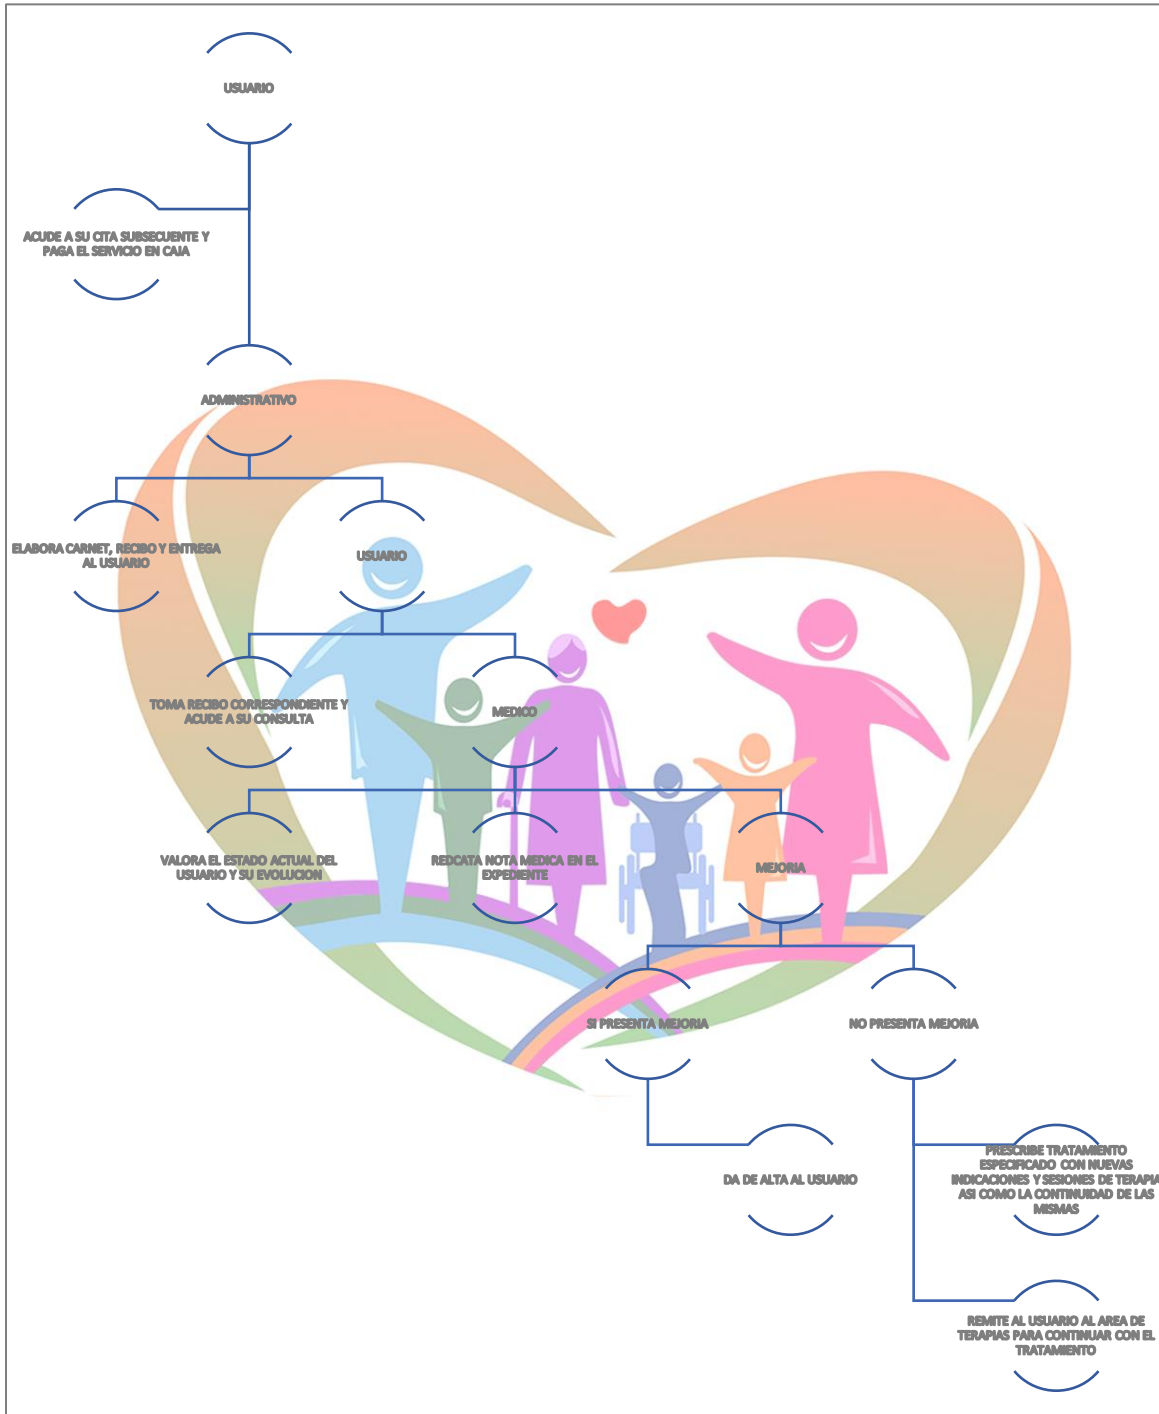 USUARIO
ACUDE A SU CITA SUBSECUENTE Y
PAGA EL SERVICIO EN CAJA
ADMINISTRATIVO
ELABORA CARNET, RECIBO Y ENTREGA
AL USUARIO
USUARIO
TOMA RECIBO CORRESPONDIENTE Y
ACUDE A SU CONSULTA
MEDICO
VALORA EL ESTADO ACTUAL DEL
USUARIO Y SU EVOLUCION
REDCATA NOTA MEDICA EN EL
EXPEDIENTE
MEJORIA
SI PRESENTA MEJORIA
NO PRESENTA MEJORIA
DA DE ALTA AL USUARIO
PRESCRIBE TRATAMIENTO
ESPECIFICADO CON NUEVAS
INDICACIONES Y SESIONES DE TERAPIA
ASI COMO LA CONTINUIDAD DE LAS
MISMAS
REMITE AL USUARIO AL AREA DE
TERAPIAS PARA CONTINUAR CON EL
TRATAMIENTO